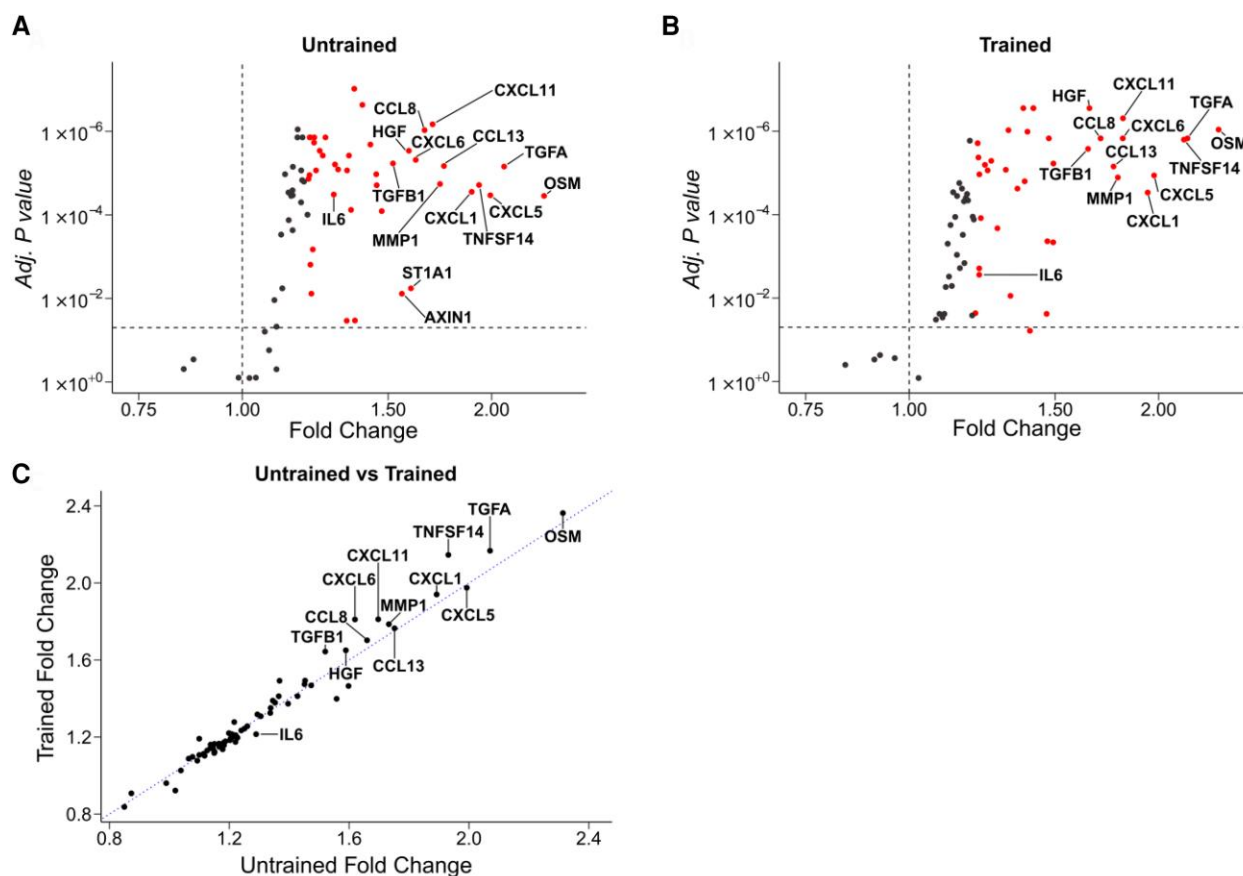 A
Untrained
Adj. P value
1 ×10⁻⁶
1 ×10⁻⁴
1 ×10⁻²
1 ×10⁺⁰
CXCL11
CCL8
HGF
CXCL6
CCL13
TGFA
TGFB1
OSM
IL6
MMP1
CXCL1
CXCL5
TNFSF14
ST1A1
AXIN1
0.75 1.00 1.50 2.00
Fold Change
B
Trained
Adj. P value
1 ×10⁻⁶
1 ×10⁻⁴
1 ×10⁻²
1 ×10⁺⁰
HGF
CXCL11
TGFA
CCL8
CXCL6
OSM
TGFB1
CCL13
TNFSF14
MMP1
CXCL5
CXCL1
IL6
0.75 1.00 1.50 2.00
Fold Change
C
Untrained vs Trained
Trained Fold Change
2.4
2.0
1.6
1.2
0.8
TGFA
TNFSF14
OSM
CXCL11
CXCL6
CXCL1
MMP1
CXCL5
CCL8
TGFB1
HGF
CCL13
IL6
0.8 1.2 1.6 2.0 2.4
Untrained Fold Change